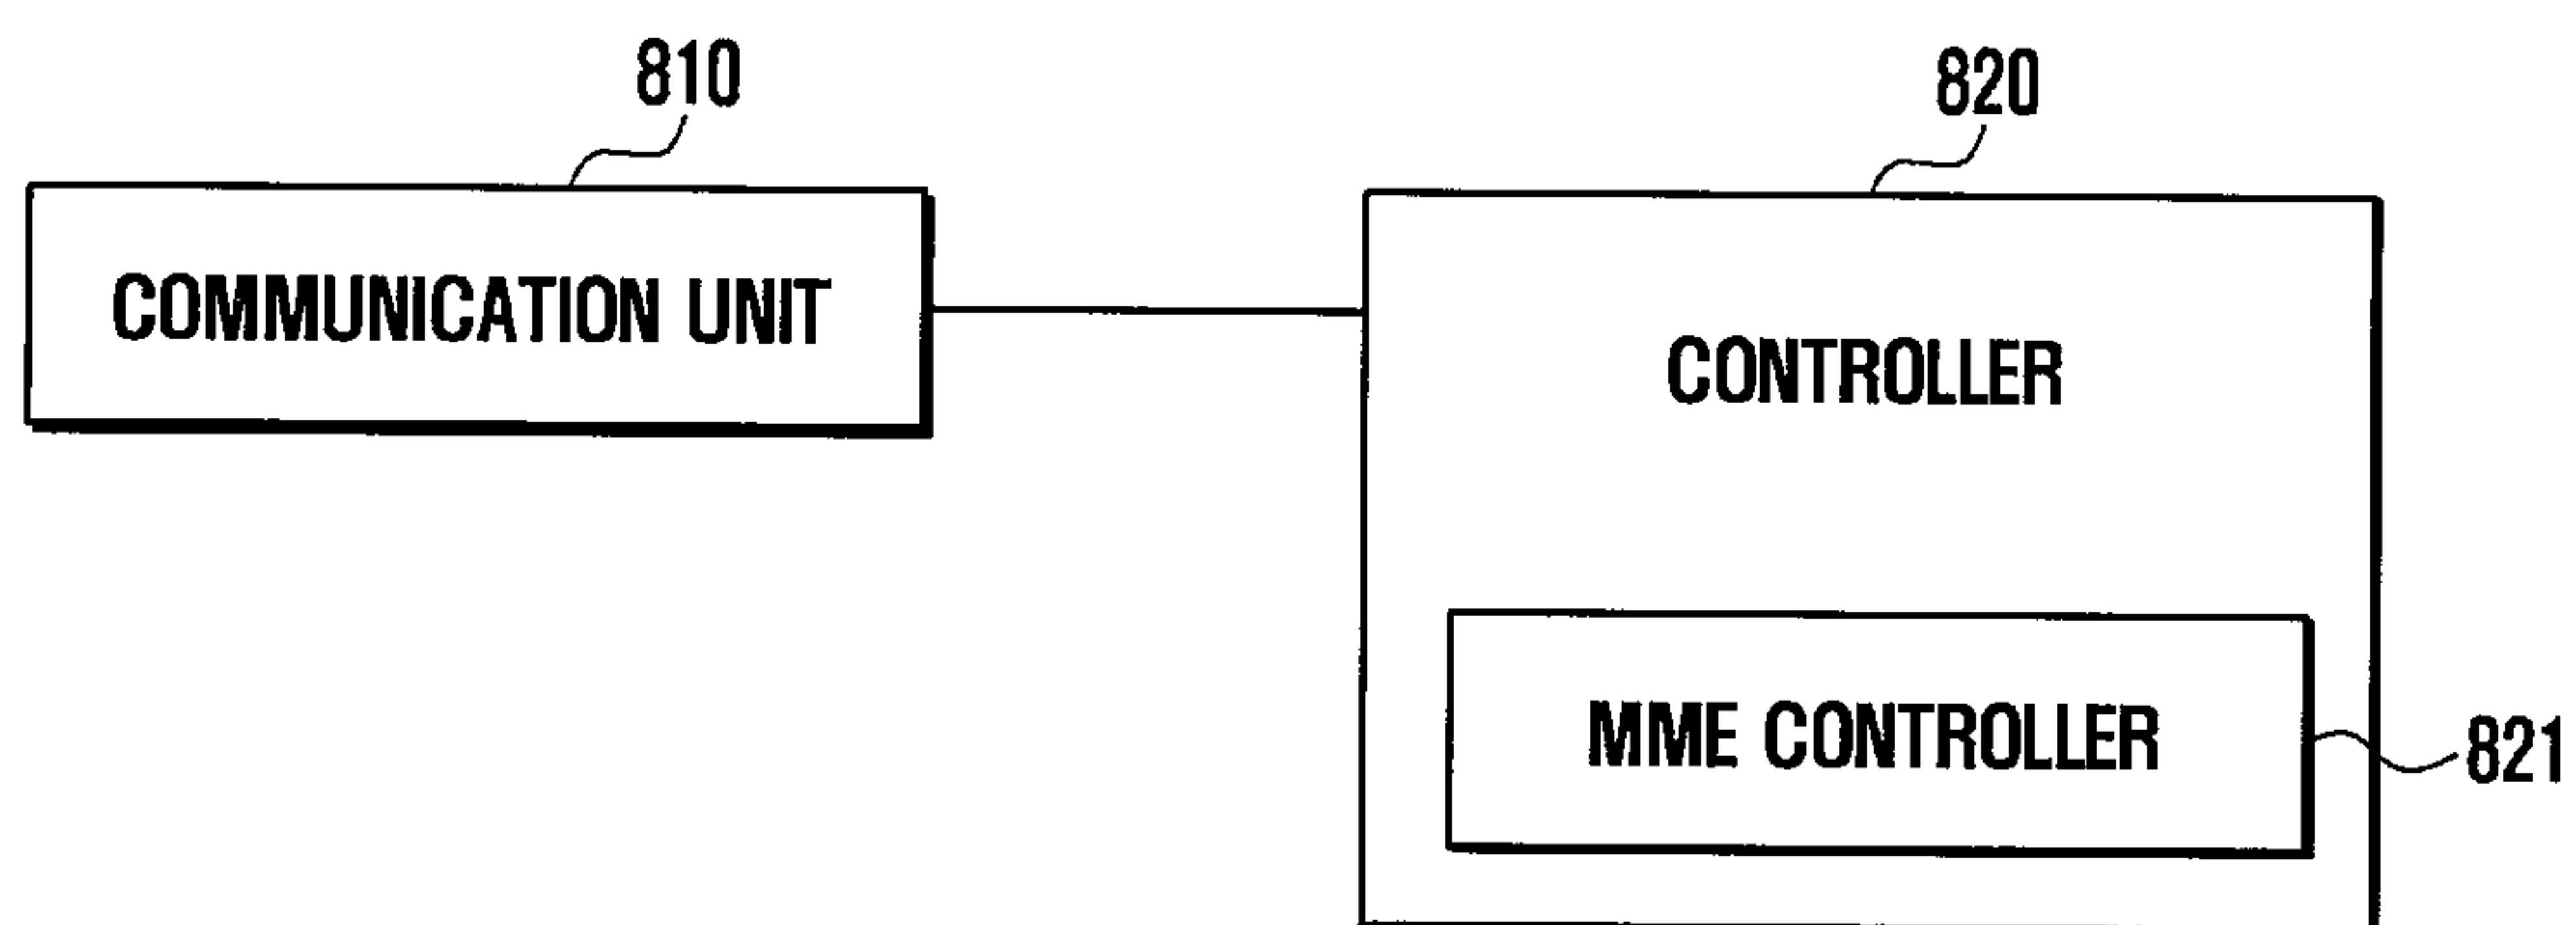 810
820
COMMUNICATION UNIT
CONTROLLER
MME CONTROLLER
821